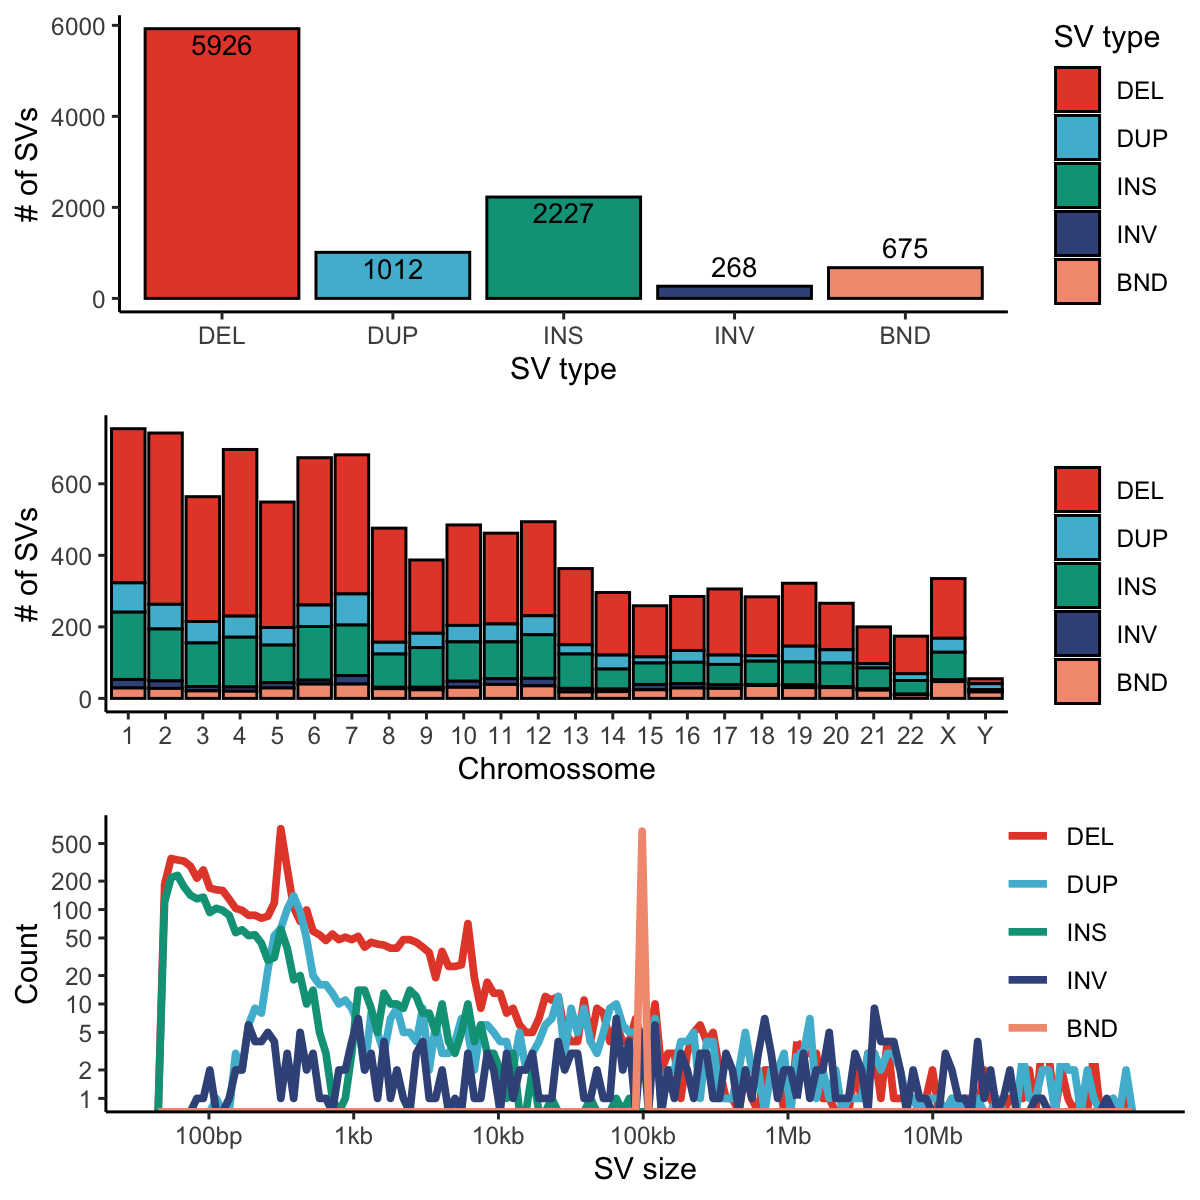 # of SVs
6000
4000
2000
0
5926
1012
2227
268
675
DEL DUP INS INV BND
SV type
SV type
DEL
DUP
INS
INV
BND
# of SVs
600
400
200
0
1 2 3 4 5 6 7 8 9 10 11 12 13 14 15 16 17 18 19 20 21 22 X Y
Chromossome
DEL
DUP
INS
INV
BND
Count
500
200
100
50
20
10
5
2
1
100bp 1kb 10kb 100kb 1Mb 10Mb
SV size
DEL
DUP
INS
INV
BND